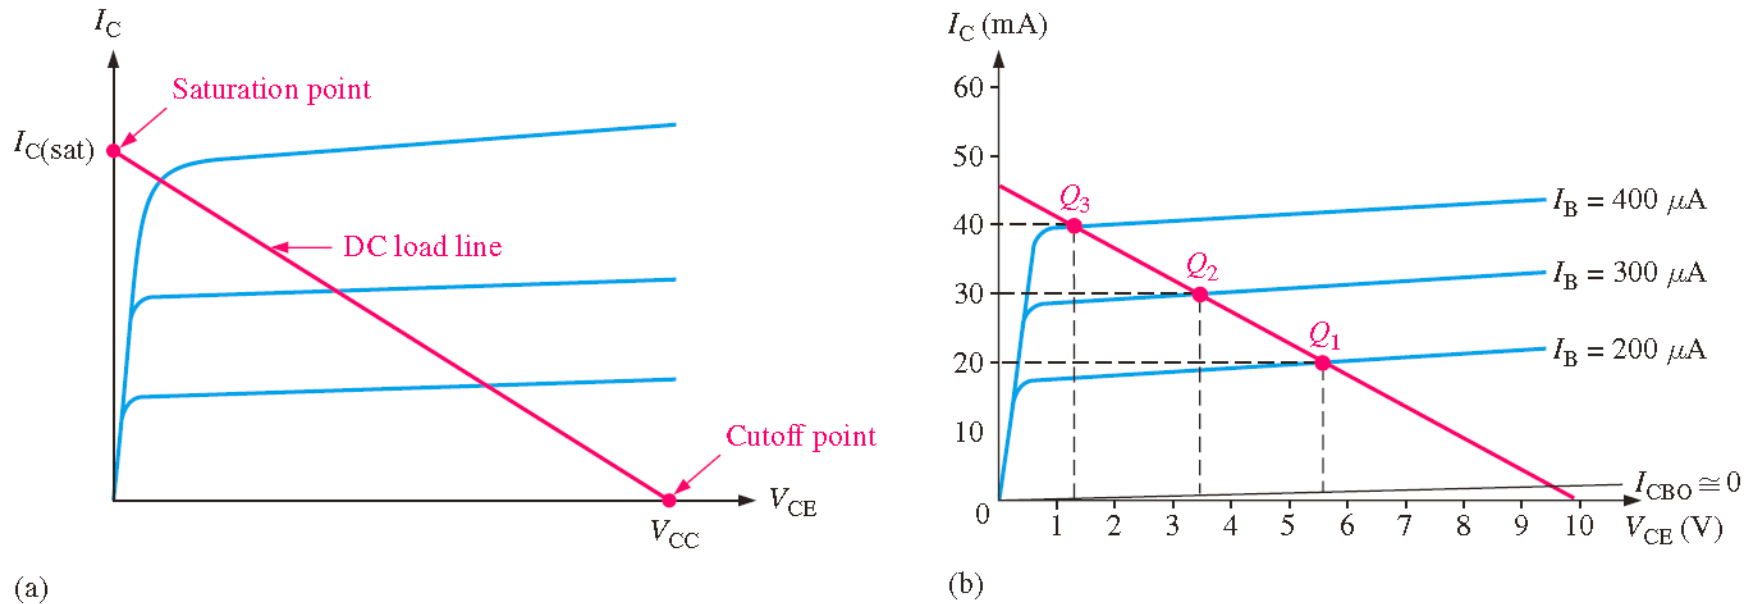 I_C
Saturation point
I_C(sat)
DC load line
Cutoff point
V_CE
V_CC
(a)
I_C (mA)
60
50
Q_3
I_B = 400 μA
40
Q_2
I_B = 300 μA
30
Q_1
I_B = 200 μA
20
10
I_CBO ≅ 0
0
1 2 3 4 5 6 7 8 9 10 V_CE (V)
(b)